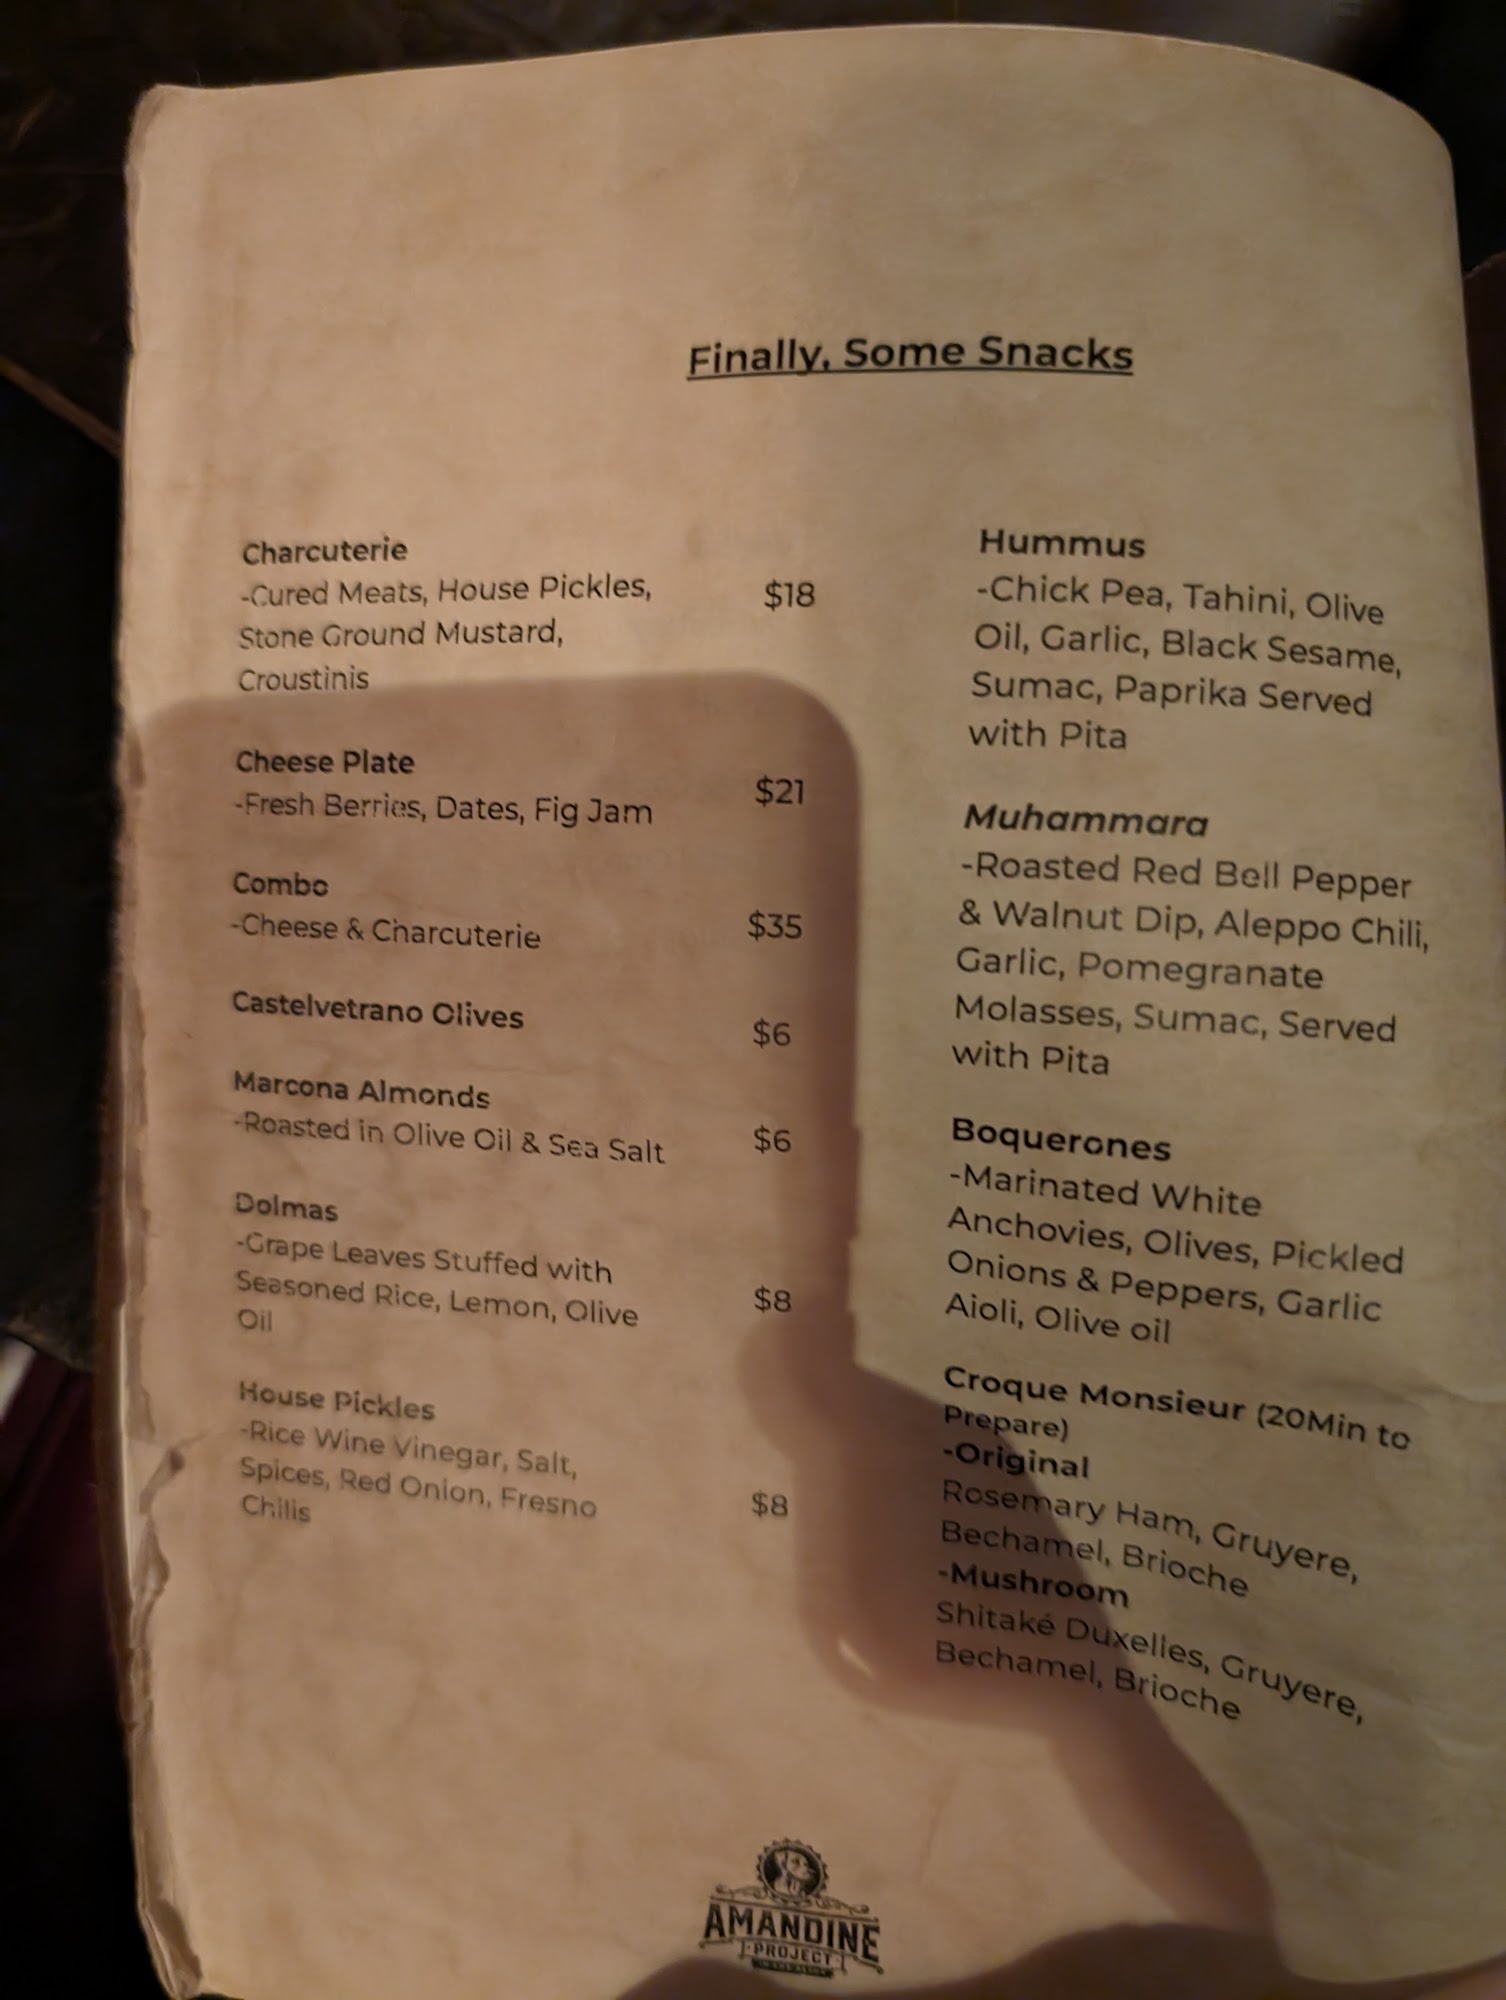 Finally, Some Snacks
Charcuterie
-Cured Meats, House Pickles,
Stone Ground Mustard,
Croustinis
$18
Cheese Plate
-Fresh Berries, Dates, Fig Jam
$21
Combo
-Cheese & Charcuterie
$35
Castelvetrano Olives
$6
Marcona Almonds
-Roasted in Olive Oil & Sea Salt
$6
Dolmas
-Grape Leaves Stuffed with
Seasoned Rice, Lemon, Olive
Oil
$8
House Pickles
-Rice Wine Vinegar, Salt,
Spices, Red Onion, Fresno
Chilis
$8
Hummus
-Chick Pea, Tahini, Olive
Oil, Garlic, Black Sesame,
Sumac, Paprika Served
with Pita
Muhammara
-Roasted Red Bell Pepper
& Walnut Dip, Aleppo Chili,
Garlic, Pomegranate
Molasses, Sumac, Served
with Pita
Boquerones
-Marinated White
Anchovies, Olives, Pickled
Onions & Peppers, Garlic
Aioli, Olive oil
Croque Monsieur (20Min to
Prepare)
-Original
Rosemary Ham, Gruyere,
Bechamel, Brioche
-Mushroom
Shitaké Duxelles, Gruyere,
Bechamel, Brioche
AMANDINE
PROJECT